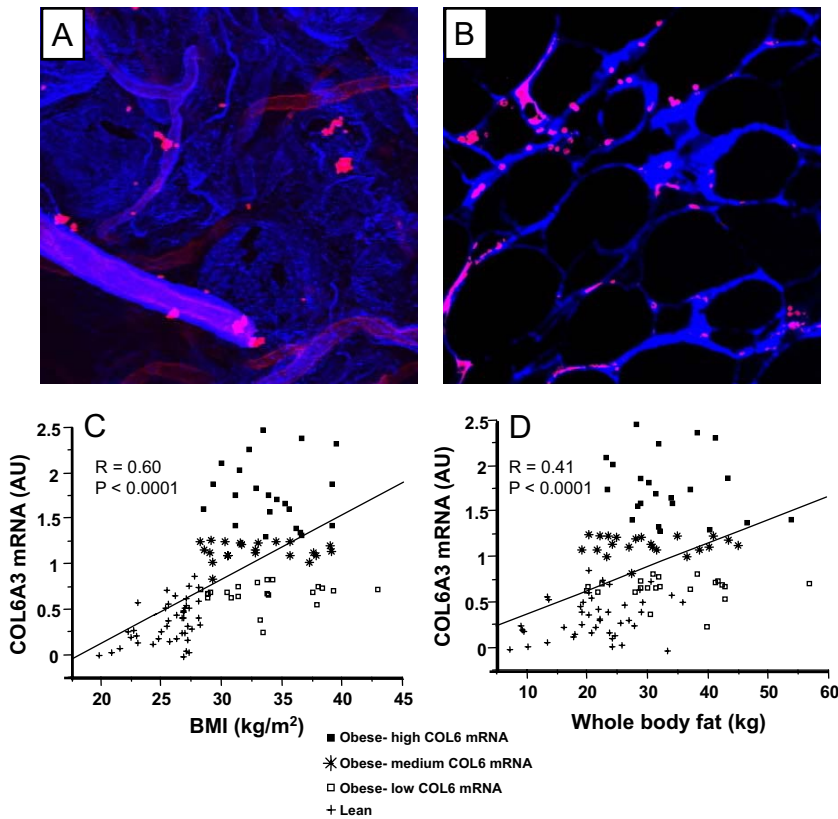 A
B
C
R = 0.60
P < 0.0001
COL6A3 mRNA (AU)
2.5
2
1.5
1
0.5
0
20
25
30
35
40
45
BMI (kg/m²)
D
R = 0.41
P < 0.0001
COL6A3 mRNA (AU)
2.5
2
1.5
1
0.5
0
10
20
30
40
50
60
Whole body fat (kg)
Obese- high COL6 mRNA
Obese- medium COL6 mRNA
Obese- low COL6 mRNA
Lean